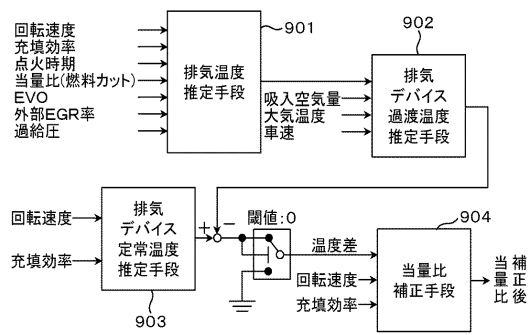 901
回転速度
充填効率
点火時期
当量比(燃料カット)
EVO
外部EGR率
過給圧
排気温度
推定手段
902
吸入空気量
大気温度
車速
排気
デバイス
過渡温度
推定手段
回転速度
充填効率
排気
デバイス
定常温度
推定手段
903
+
−
閾値:0
温度差
回転速度
充填効率
904
当量比
補正手段
補正後
当量比